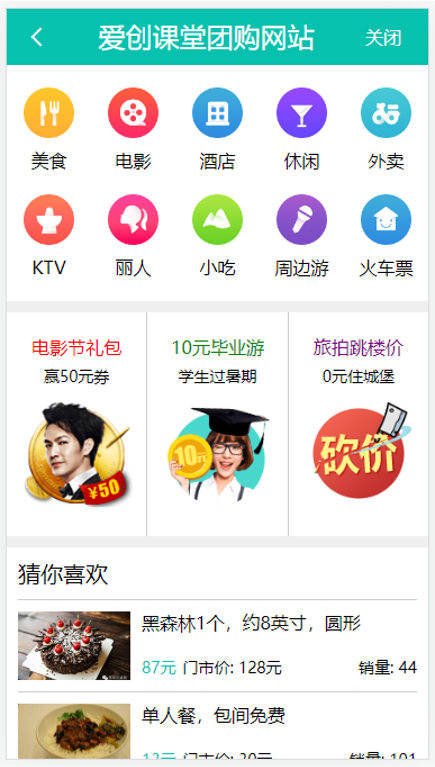 爱创课堂团购网站 关闭
美食 电影 酒店 休闲 外卖
KTV 丽人 小吃 周边游 火车票
电影节礼包 10元毕业游 旅拍跳楼价
赢50元券 学生过暑期 0元住城堡
¥50 10元 砍价
猜你喜欢
黑森林1个，约8英寸，圆形
87元 门市价: 128元 销量: 44
单人餐，包间免费